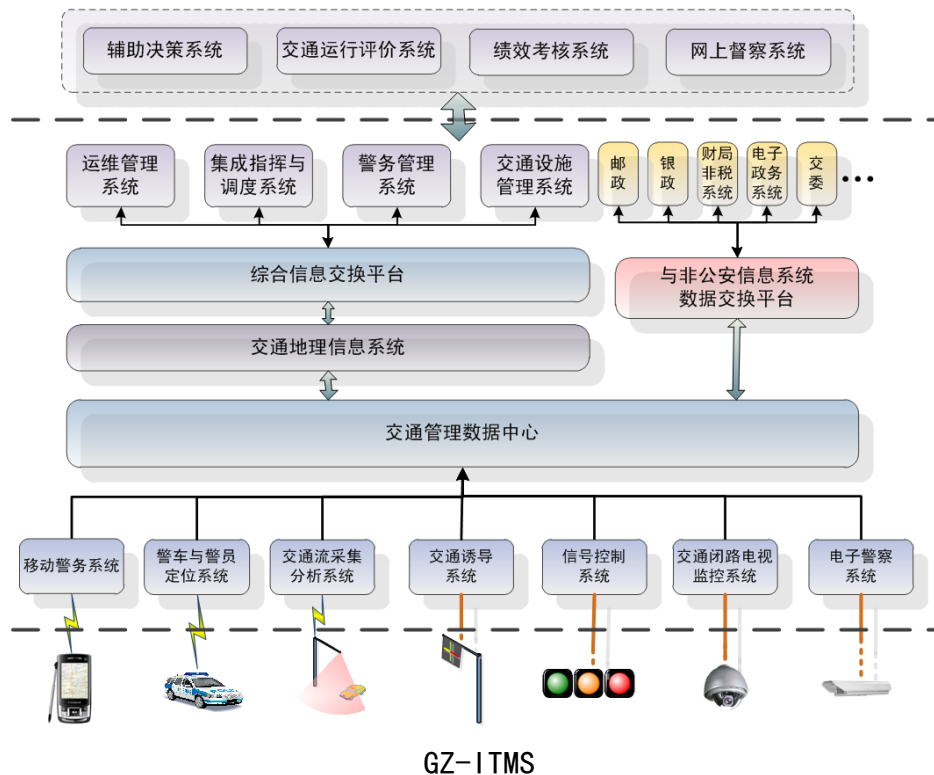 辅助决策系统
交通运行评价系统
绩效考核系统
网上督察系统
运维管理
系统
集成指挥与
调度系统
警务管理
系统
交通设施
管理系统
邮
政
银
政
财局
非税
系统
电子
政务
系统
交
委
•••
综合信息交换平台
与非公安信息系统
数据交换平台
交通地理信息系统
交通管理数据中心
移动警务系统
警车与警员
定位系统
交通流采集
分析系统
交通诱导
系统
信号控制
系统
交通闭路电视
监控系统
电子警察
系统
GZ-ITMS